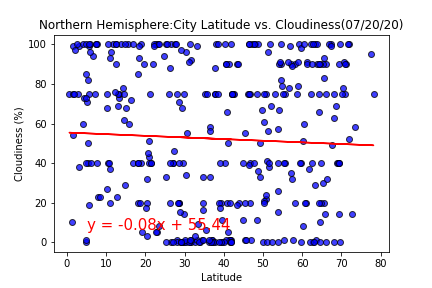 Northern Hemisphere:City Latitude vs. Cloudiness(07/20/20)
Cloudiness (%)
100
80
60
40
20
0
y = -0.08x + 55.44
0 10 20 30 40 50 60 70 80
Latitude